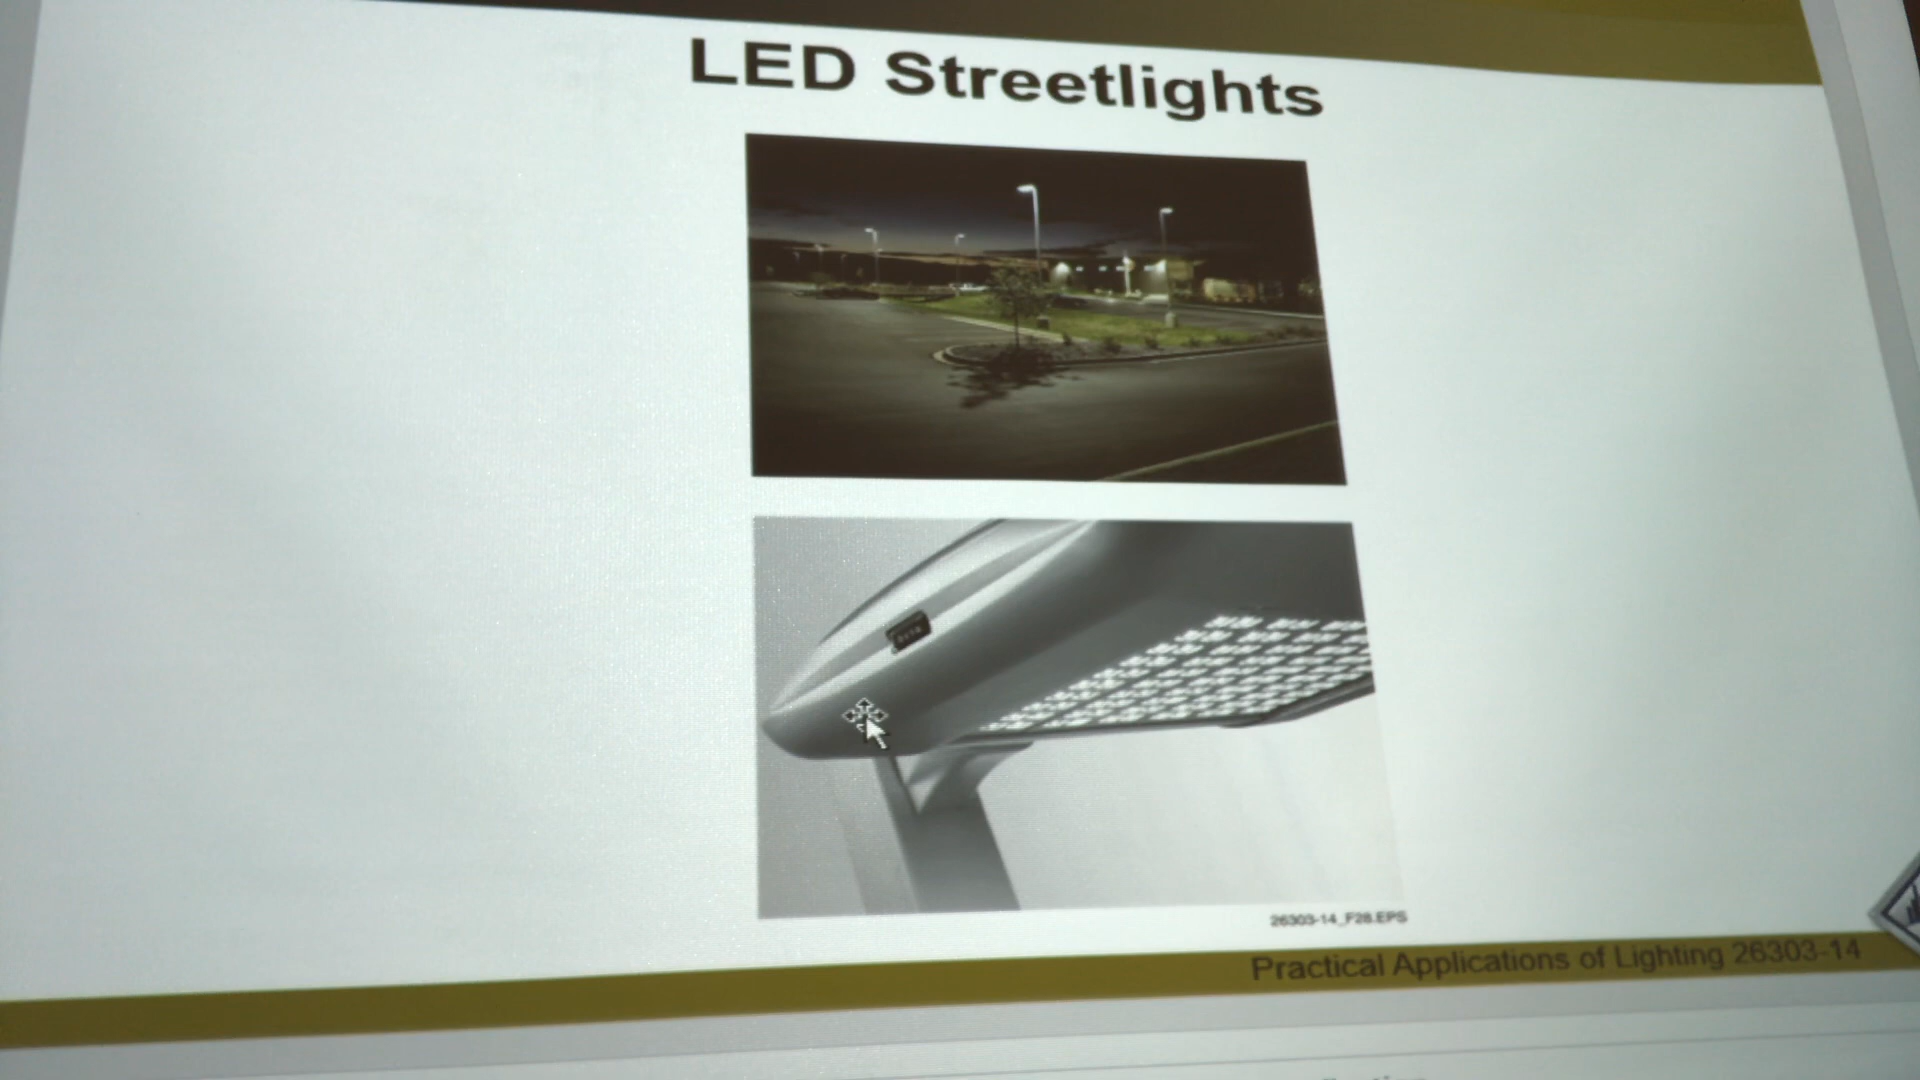 LED Streetlights
26303-14_F28.EPS
Practical Applications of Lighting 26303-14